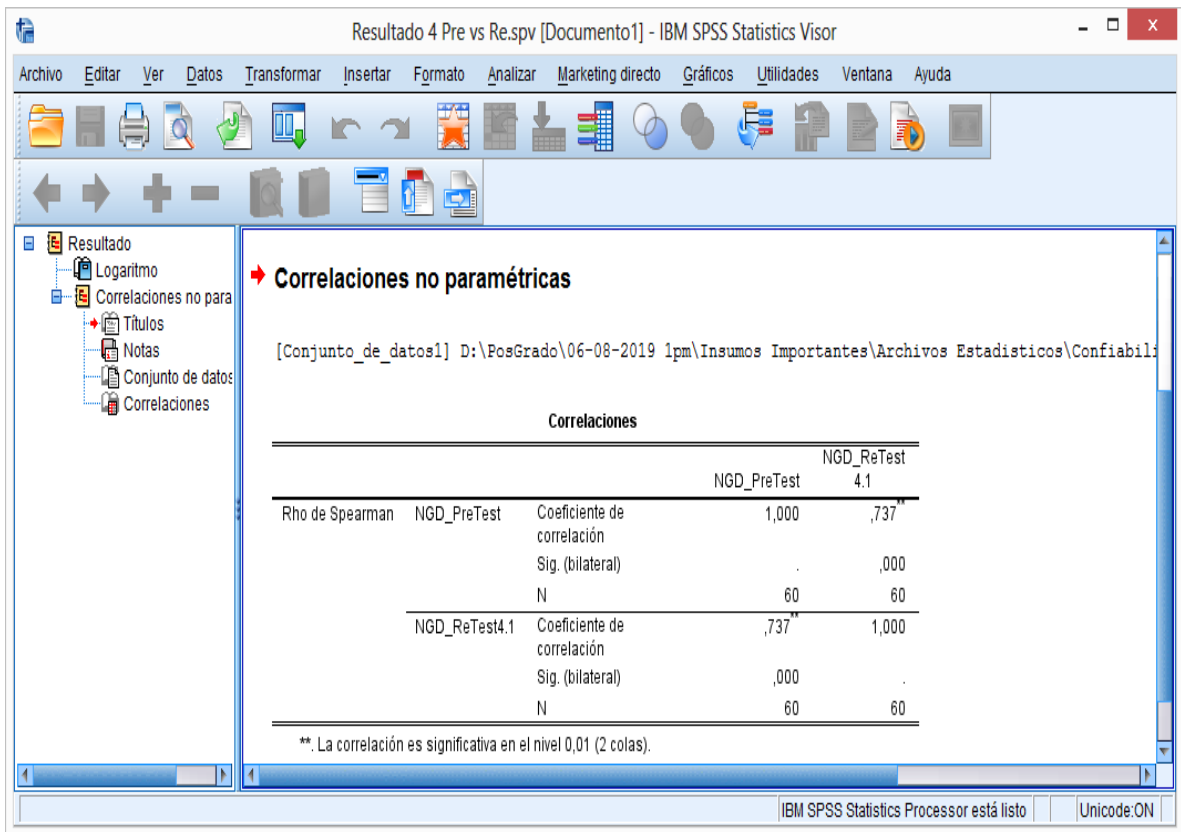 Resultado 4 Pre vs Re.spv [Documento1] - IBM SPSS Statistics Visor
Archivo Editar Ver Datos Transformar Insertar Formato Analizar Marketing directo Gráficos Utilidades Ventana Ayuda
Resultado
Logaritmo
Correlaciones no para
Títulos
Notas
Conjunto de datos
Correlaciones
Correlaciones no paramétricas
[Conjunto_de_datos1] D:\PosGrado\06-08-2019 1pm\Insumos Importantes\Archivos Estadisticos\Confiabili
Correlaciones
NGD_PreTest NGD_ReTest
4.1
Rho de Spearman NGD_PreTest Coeficiente de 1,000 ,737**
correlación
Sig. (bilateral) . ,000
N 60 60
NGD_ReTest4.1 Coeficiente de ,737** 1,000
correlación
Sig. (bilateral) ,000 .
N 60 60
**. La correlación es significativa en el nivel 0,01 (2 colas).
IBM SPSS Statistics Processor está listo Unicode:ON